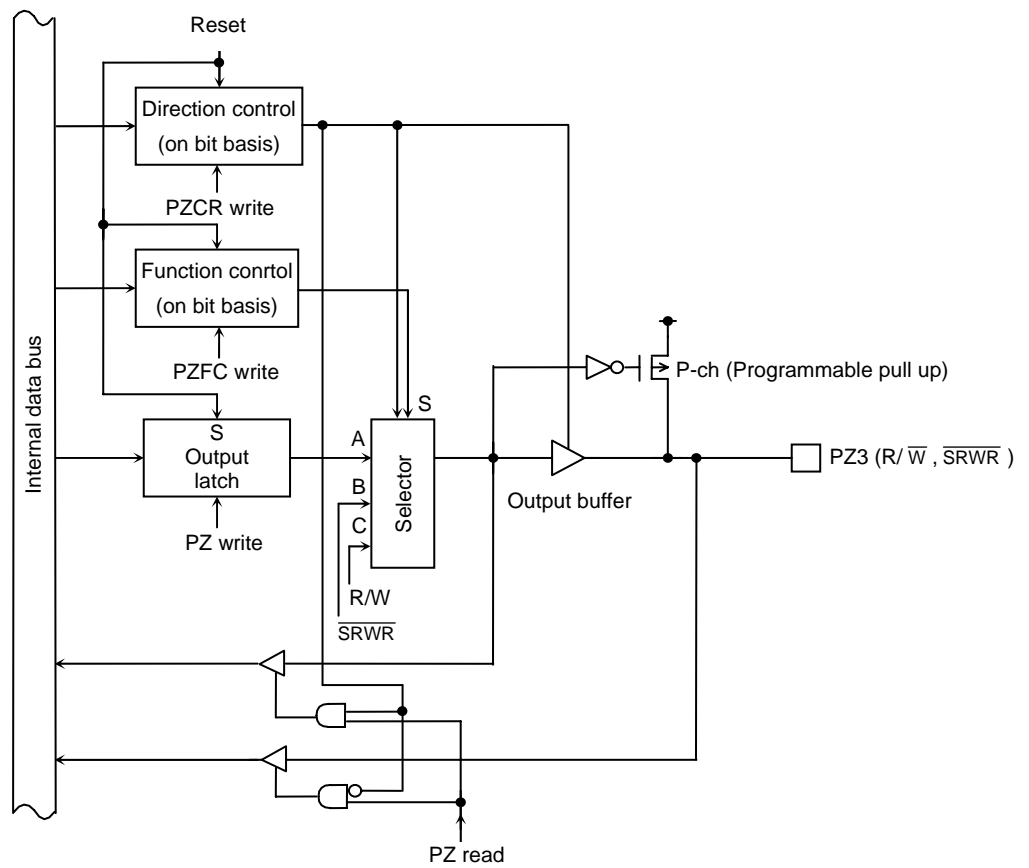 Reset
Direction control
(on bit basis)
PZCR write
Function conrtol
(on bit basis)
PZFC write
Internal data bus
P-ch (Programmable pull up)
S
Output
latch
PZ write
S
A
B
C
Selector
R/W
SRWR
Output buffer
PZ3 (R/ W̅ , S̅R̅W̅R̅ )
PZ read